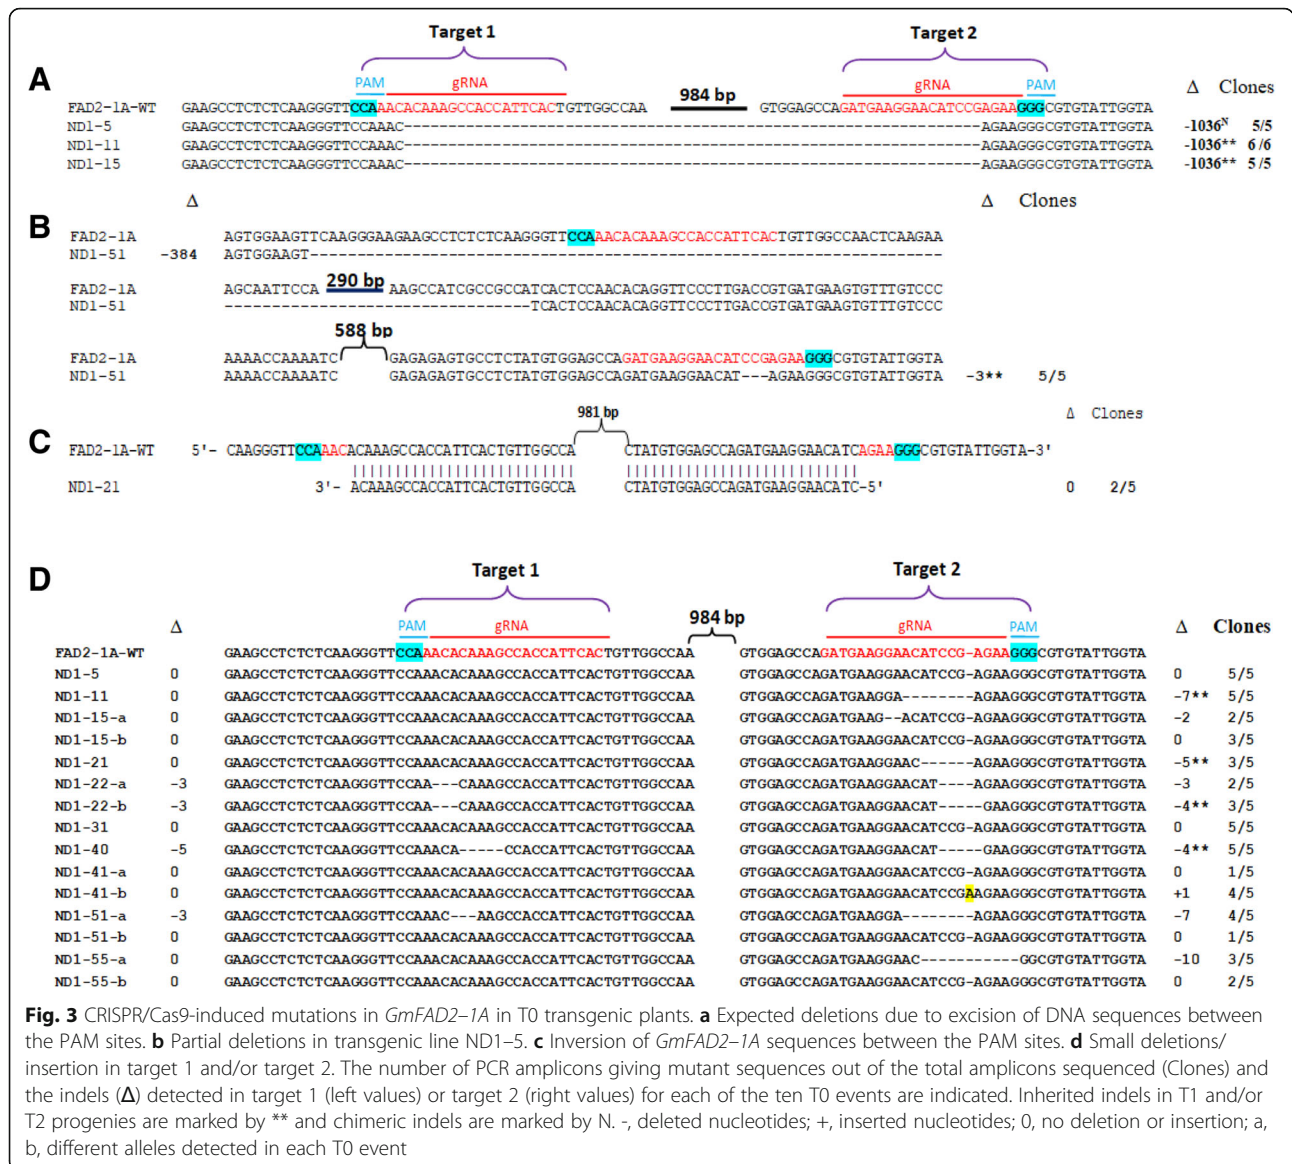 Target 1 Target 2
A PAM gRNA gRNA PAM
FAD2-1A-WT GAAGCCTCTCTCAAGGGTTCCAAACACAAAGCCACCATTCACTGTTGGCCAA 984 bp GTGGAGCCAGATGAAGGAACATCCGAGAAGGGCGTGTATTGGTA Δ Clones
ND1-5 GAAGCCTCTCTCAAGGGTTCCAAAC----------AGAAGGGCGTGTATTGGTA -1036N 5/5
ND1-11 GAAGCCTCTCTCAAGGGTTCCAAAC----------AGAAGGGCGTGTATTGGTA -1036** 6/6
ND1-15 GAAGCCTCTCTCAAGGGTTCCAAAC----------AGAAGGGCGTGTATTGGTA -1036** 5/5
Δ Δ Clones
B
FAD2-1A AGTGGAAGTTCAAGGGAAGAAGCCTCTCTCAAGGGTTCCAAACACAAAGCCACCATTCACTGTTGGCCAACTCAAGAA
ND1-51 -384 AGTGGAAGT----------
FAD2-1A AGCAATTCCA 290 bp AAGCCATCGCCGCCATCACTCCAACACAGGTTCCCTTGACCGTGATGAAGTGTTTGTCCC
ND1-51 ----------TCACTCCAACACAGGTTCCCTTGACCGTGATGAAGTGTTTGTCCC
588 bp
FAD2-1A AAAACCAAAATC GAGAGAGTGCCTCTATGTGGAGCCAGATGAAGGAACATCCGAGAAGGGCGTGTATTGGTA
ND1-51 AAAACCAAAATC GAGAGAGTGCCTCTATGTGGAGCCAGATGAAGGAACAT---AGAAGGGCGTGTATTGGTA -3** 5/5
981 bp Δ Clones
C
FAD2-1A-WT 5'- CAAGGGTTCCAAACACAAAGCCACCATTCACTGTTGGCCA CTATGTGGAGCCAGATGAAGGAACATCAGAAGGGCGTGTATTGGTA-3'
ND1-21 3'- ACAAAGCCACCATTCACTGTTGGCCA CTATGTGGAGCCAGATGAAGGAACATC-5' 0 2/5
Target 1 Target 2
D
984 bp
Δ PAM gRNA gRNA PAM Δ Clones
FAD2-1A-WT GAAGCCTCTCTCAAGGGTTCCAAACACAAAGCCACCATTCACTGTTGGCCAA GTGGAGCCAGATGAAGGAACATCCG-AGAAGGGCGTGTATTGGTA
ND1-5 0 GAAGCCTCTCTCAAGGGTTCCAAACACAAAGCCACCATTCACTGTTGGCCAA GTGGAGCCAGATGAAGGAACATCCG-AGAAGGGCGTGTATTGGTA 0 5/5
ND1-11 0 GAAGCCTCTCTCAAGGGTTCCAAACACAAAGCCACCATTCACTGTTGGCCAA GTGGAGCCAGATGAAGGA--------AGAAGGGCGTGTATTGGTA -7** 5/5
ND1-15-a 0 GAAGCCTCTCTCAAGGGTTCCAAACACAAAGCCACCATTCACTGTTGGCCAA GTGGAGCCAGATGAAG--ACATCCG-AGAAGGGCGTGTATTGGTA -2 2/5
ND1-15-b 0 GAAGCCTCTCTCAAGGGTTCCAAACACAAAGCCACCATTCACTGTTGGCCAA GTGGAGCCAGATGAAGGAACATCCG-AGAAGGGCGTGTATTGGTA 0 3/5
ND1-21 0 GAAGCCTCTCTCAAGGGTTCCAAACACAAAGCCACCATTCACTGTTGGCCAA GTGGAGCCAGATGAAGGAAC------AGAAGGGCGTGTATTGGTA -5** 3/5
ND1-22-a -3 GAAGCCTCTCTCAAGGGTTCCAA---CAAAGCCACCATTCACTGTTGGCCAA GTGGAGCCAGATGAAGGAACAT----AGAAGGGCGTGTATTGGTA -3 2/5
ND1-22-b -3 GAAGCCTCTCTCAAGGGTTCCAA---CAAAGCCACCATTCACTGTTGGCCAA GTGGAGCCAGATGAAGGAACAT-----GAAGGGCGTGTATTGGTA -4** 3/5
ND1-31 0 GAAGCCTCTCTCAAGGGTTCCAAACACAAAGCCACCATTCACTGTTGGCCAA GTGGAGCCAGATGAAGGAACATCCG-AGAAGGGCGTGTATTGGTA 0 5/5
ND1-40 -5 GAAGCCTCTCTCAAGGGTTCCAAACA-----CCACCATTCACTGTTGGCCAA GTGGAGCCAGATGAAGGAACAT-----GAAGGGCGTGTATTGGTA -4** 5/5
ND1-41-a 0 GAAGCCTCTCTCAAGGGTTCCAAACACAAAGCCACCATTCACTGTTGGCCAA GTGGAGCCAGATGAAGGAACATCCG-AGAAGGGCGTGTATTGGTA 0 1/5
ND1-41-b 0 GAAGCCTCTCTCAAGGGTTCCAAACACAAAGCCACCATTCACTGTTGGCCAA GTGGAGCCAGATGAAGGAACATCCGAAGAAGGGCGTGTATTGGTA +1 4/5
ND1-51-a -3 GAAGCCTCTCTCAAGGGTTCCAAAC---AAGCCACCATTCACTGTTGGCCAA GTGGAGCCAGATGAAGGA--------AGAAGGGCGTGTATTGGTA -7 4/5
ND1-51-b 0 GAAGCCTCTCTCAAGGGTTCCAAACACAAAGCCACCATTCACTGTTGGCCAA GTGGAGCCAGATGAAGGAACATCCG-AGAAGGGCGTGTATTGGTA 0 1/5
ND1-55-a 0 GAAGCCTCTCTCAAGGGTTCCAAACACAAAGCCACCATTCACTGTTGGCCAA GTGGAGCCAGATGAAGGAAC-----------GGCGTGTATTGGTA -10 3/5
ND1-55-b 0 GAAGCCTCTCTCAAGGGTTCCAAACACAAAGCCACCATTCACTGTTGGCCAA GTGGAGCCAGATGAAGGAACATCCG-AGAAGGGCGTGTATTGGTA 0 2/5
Fig. 3 CRISPR/Cas9-induced mutations in GmFAD2–1A in T0 transgenic plants. a Expected deletions due to excision of DNA sequences between
the PAM sites. b Partial deletions in transgenic line ND1–5. c Inversion of GmFAD2–1A sequences between the PAM sites. d Small deletions/
insertion in target 1 and/or target 2. The number of PCR amplicons giving mutant sequences out of the total amplicons sequenced (Clones) and
the indels (Δ) detected in target 1 (left values) or target 2 (right values) for each of the ten T0 events are indicated. Inherited indels in T1 and/or
T2 progenies are marked by ** and chimeric indels are marked by N. -, deleted nucleotides; +, inserted nucleotides; 0, no deletion or insertion; a,
b, different alleles detected in each T0 event